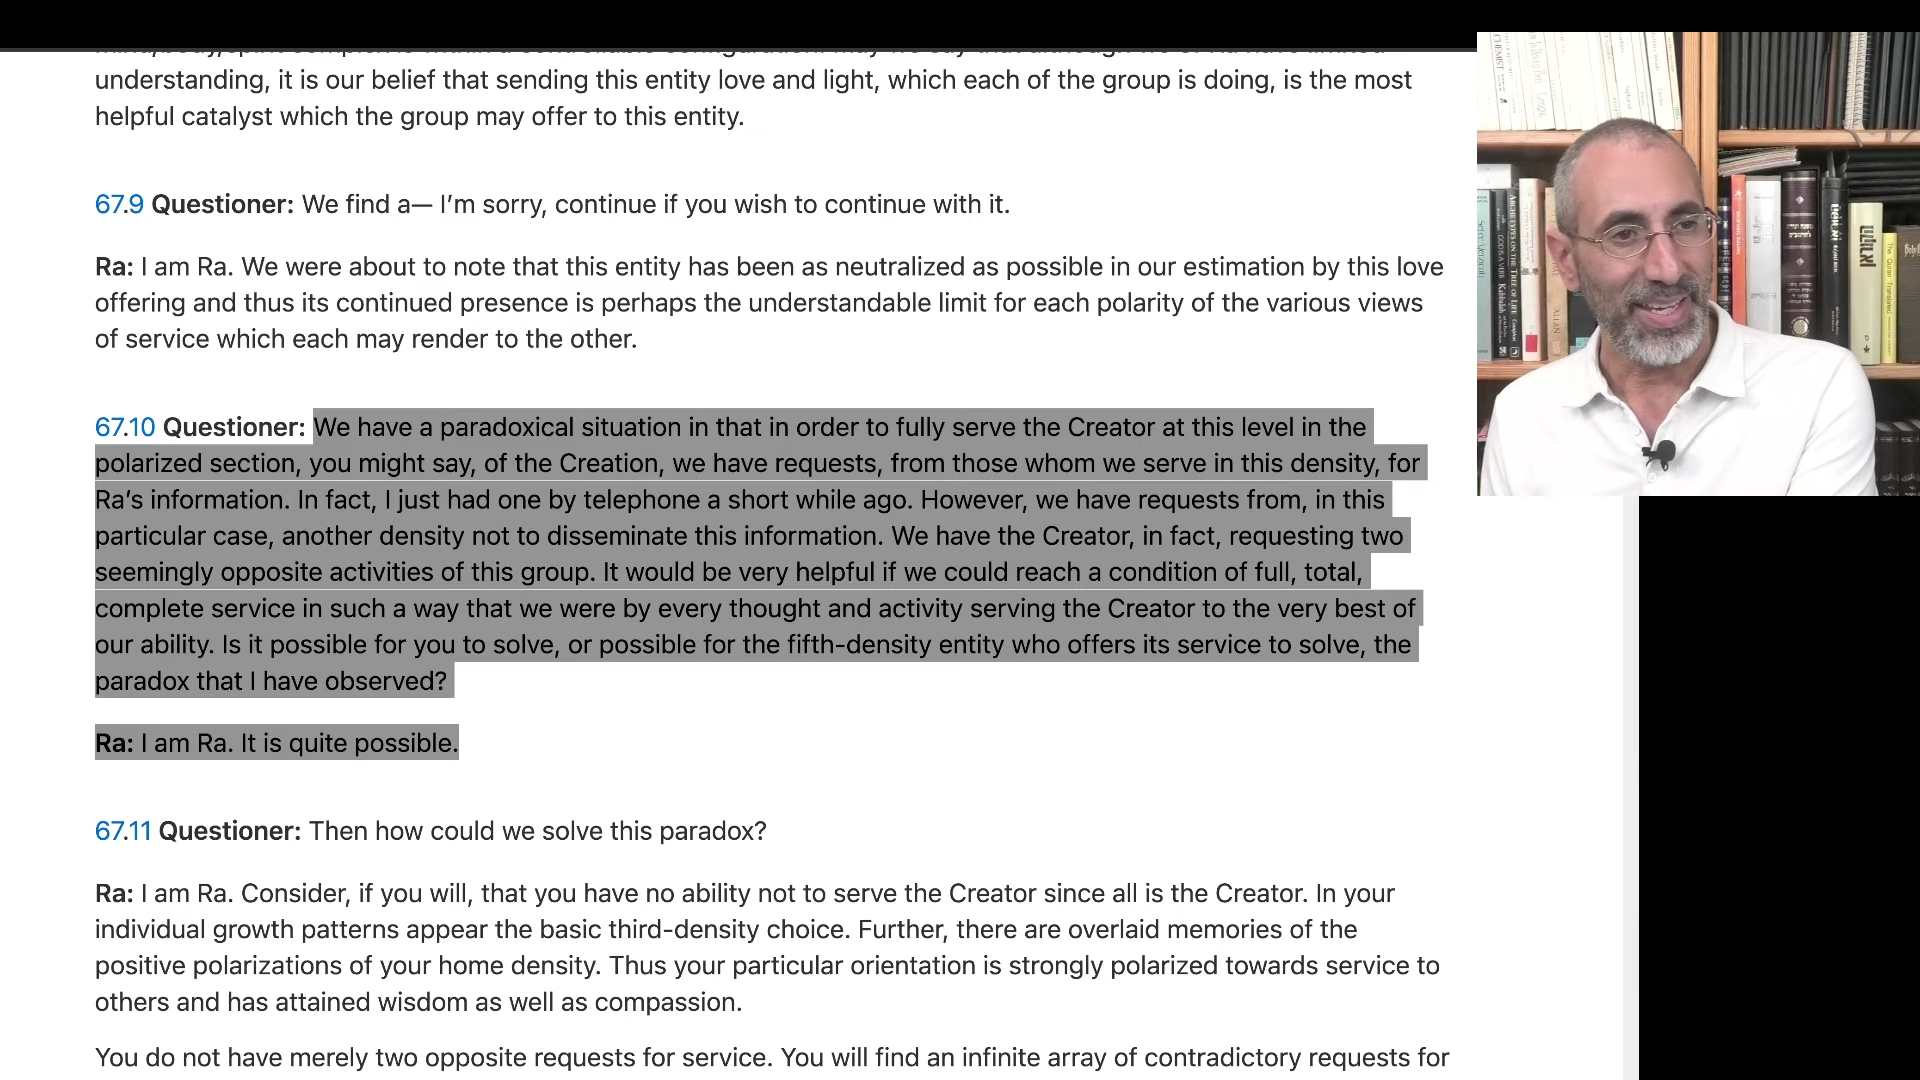 understanding, it is our belief that sending this entity love and light, which each of the group is doing, is the most
helpful catalyst which the group may offer to this entity.
67.9 Questioner: We find a— I’m sorry, continue if you wish to continue with it.
Ra: I am Ra. We were about to note that this entity has been as neutralized as possible in our estimation by this love
offering and thus its continued presence is perhaps the understandable limit for each polarity of the various views
of service which each may render to the other.
67.10 Questioner: We have a paradoxical situation in that in order to fully serve the Creator at this level in the
polarized section, you might say, of the Creation, we have requests, from those whom we serve in this density, for
Ra’s information. In fact, I just had one by telephone a short while ago. However, we have requests from, in this
particular case, another density not to disseminate this information. We have the Creator, in fact, requesting two
seemingly opposite activities of this group. It would be very helpful if we could reach a condition of full, total,
complete service in such a way that we were by every thought and activity serving the Creator to the very best of
our ability. Is it possible for you to solve, or possible for the fifth-density entity who offers its service to solve, the
paradox that I have observed?
Ra: I am Ra. It is quite possible.
67.11 Questioner: Then how could we solve this paradox?
Ra: I am Ra. Consider, if you will, that you have no ability not to serve the Creator since all is the Creator. In your
individual growth patterns appear the basic third-density choice. Further, there are overlaid memories of the
positive polarizations of your home density. Thus your particular orientation is strongly polarized towards service to
others and has attained wisdom as well as compassion.
You do not have merely two opposite requests for service. You will find an infinite array of contradictory requests for
ARCHETYPES ON THE TREE OF LIFE
GOD IS A VERB
Kabbalah